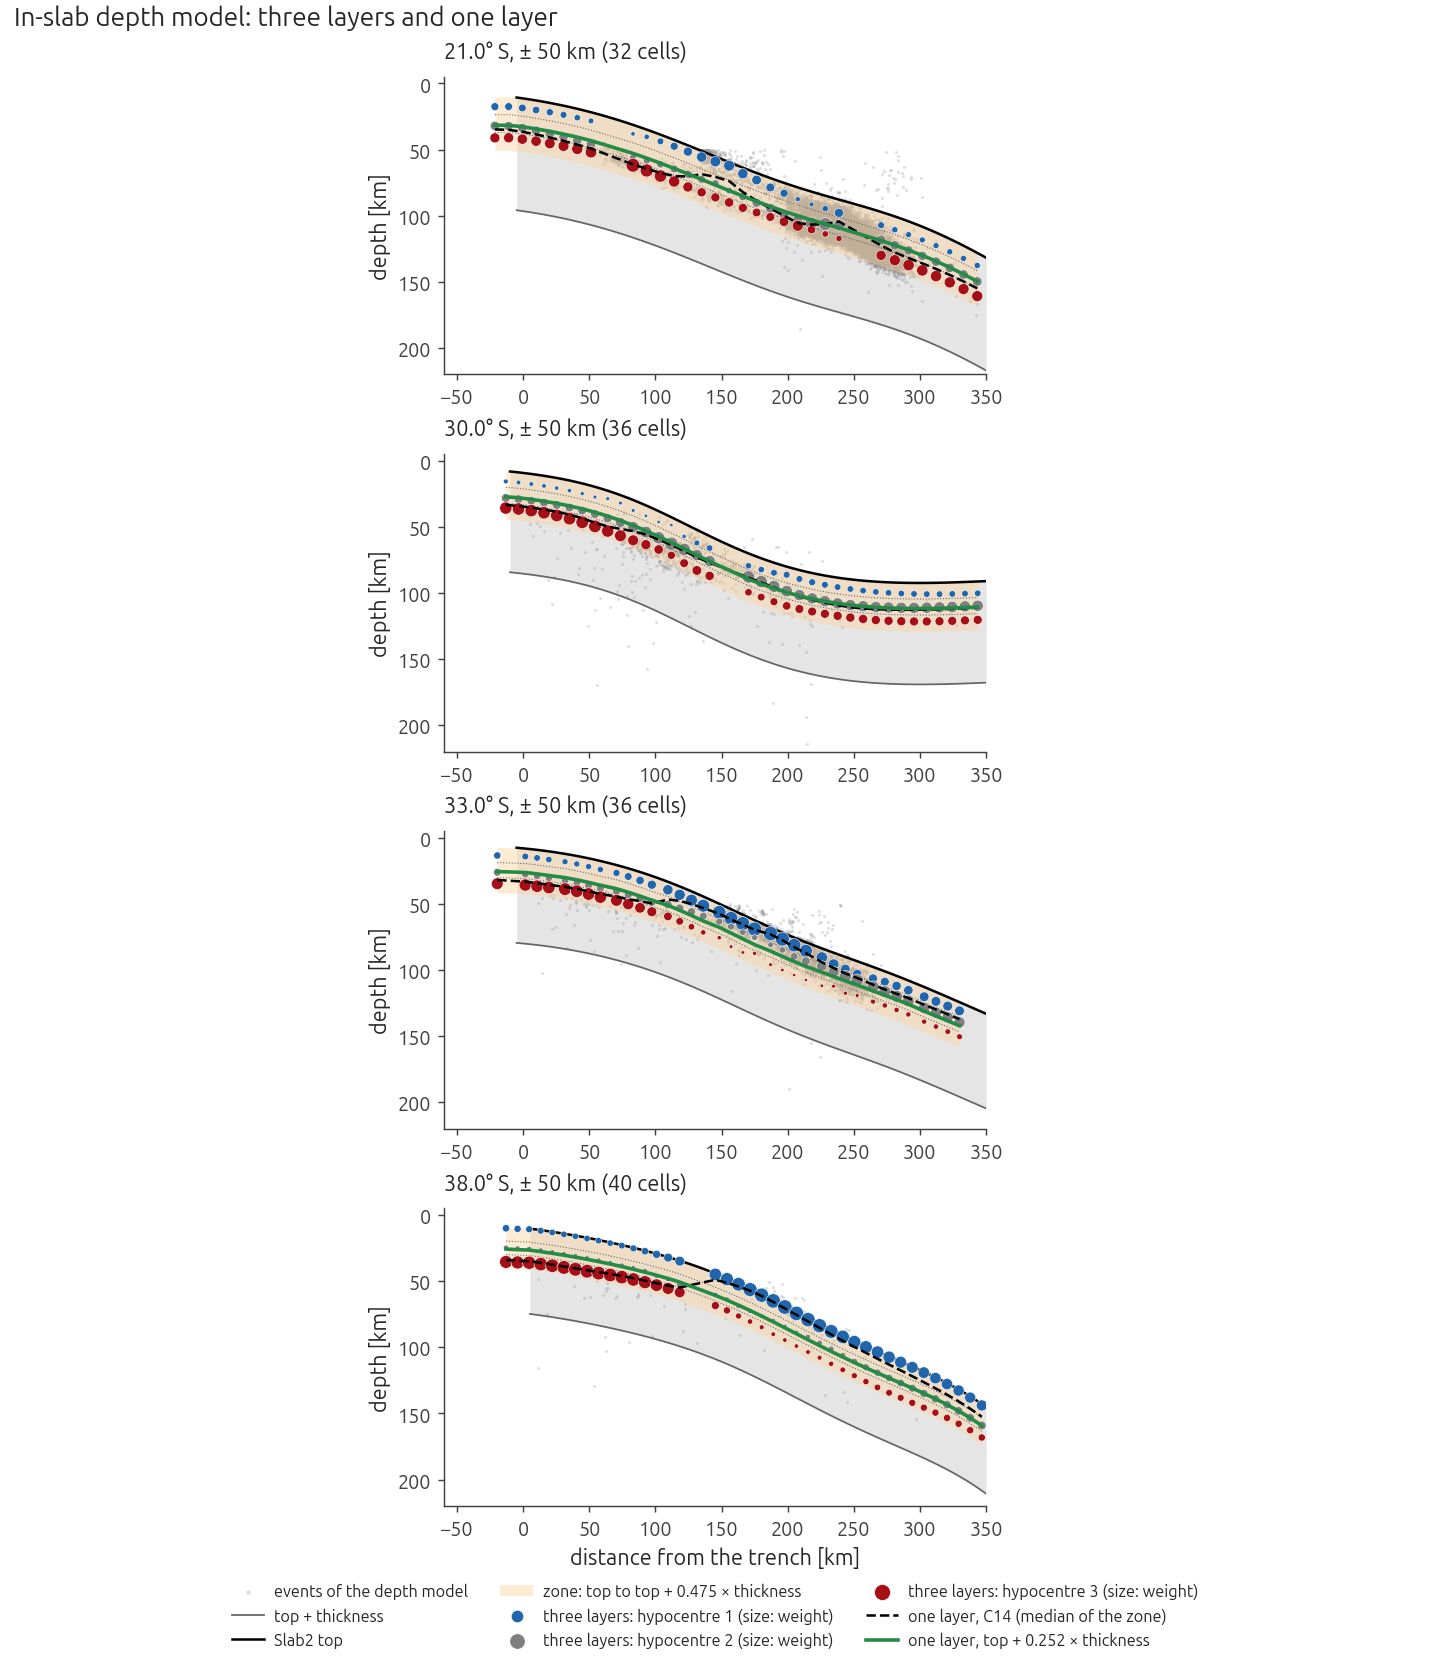 In-slab depth model: three layers and one layer
21.0° S, ± 50 km (32 cells)
depth [km]
0
50
100
150
200
−50 0 50 100 150 200 250 300 350
30.0° S, ± 50 km (36 cells)
depth [km]
0
50
100
150
200
−50 0 50 100 150 200 250 300 350
33.0° S, ± 50 km (36 cells)
depth [km]
0
50
100
150
200
−50 0 50 100 150 200 250 300 350
38.0° S, ± 50 km (40 cells)
depth [km]
0
50
100
150
200
−50 0 50 100 150 200 250 300 350
distance from the trench [km]
events of the depth model
top + thickness
Slab2 top
zone: top to top + 0.475 × thickness
three layers: hypocentre 1 (size: weight)
three layers: hypocentre 2 (size: weight)
three layers: hypocentre 3 (size: weight)
one layer, C14 (median of the zone)
one layer, top + 0.252 × thickness